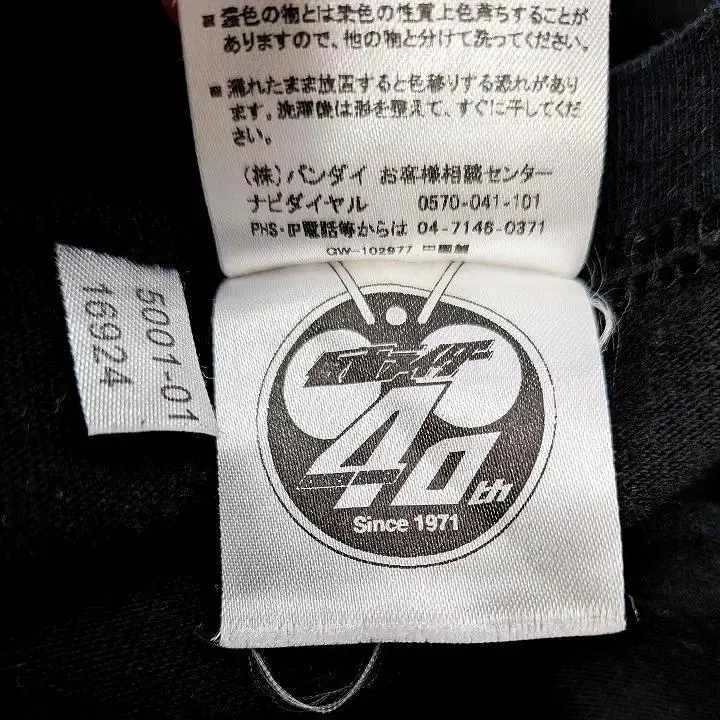 ■ 濃色の物とは染色の性質上色落ちすることが
ありますので、他の物と分けて洗ってください。
■ 濡れたまま放置すると色移りする恐れがあり
ます。洗濯後は形を整えて、すぐに干してくだ
さい。
(株)バンダイ お客様相談センター
ナビダイヤル 0570-041-101
PHS・IP電話等からは 04-7146-0371
QW-102977 中国製
5001-01
16924
40th
Since 1971